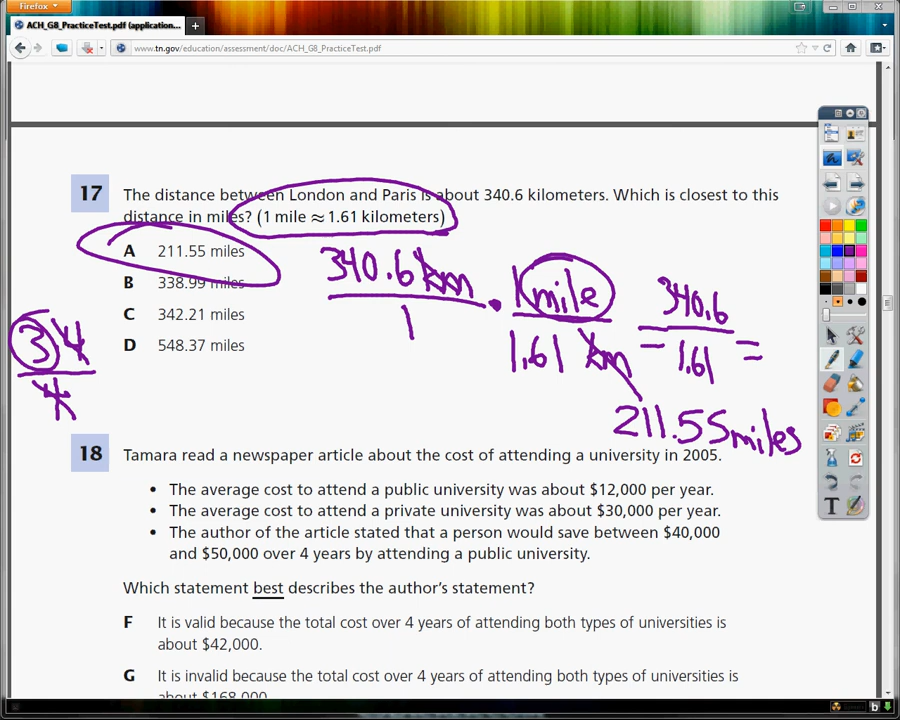 Firefox
ACH_G8_PracticeTest.pdf (application...
www.tn.gov/education/assessment/doc/ACH_G8_PracticeTest.pdf
17
The distance between London and Paris is about 340.6 kilometers. Which is closest to this
distance in miles? (1 mile ≈ 1.61 kilometers)
A 211.55 miles
B 338.99 miles
C 342.21 miles
D 548.37 miles
340.6 km
1
1 mile
1.61 km
340.6
1.61
=
211.55 miles
3 4
4
18
Tamara read a newspaper article about the cost of attending a university in 2005.
• The average cost to attend a public university was about $12,000 per year.
• The average cost to attend a private university was about $30,000 per year.
• The author of the article stated that a person would save between $40,000
and $50,000 over 4 years by attending a public university.
Which statement best describes the author's statement?
F It is valid because the total cost over 4 years of attending both types of universities is
about $42,000.
G It is invalid because the total cost over 4 years of attending both types of universities is
about $168,000.